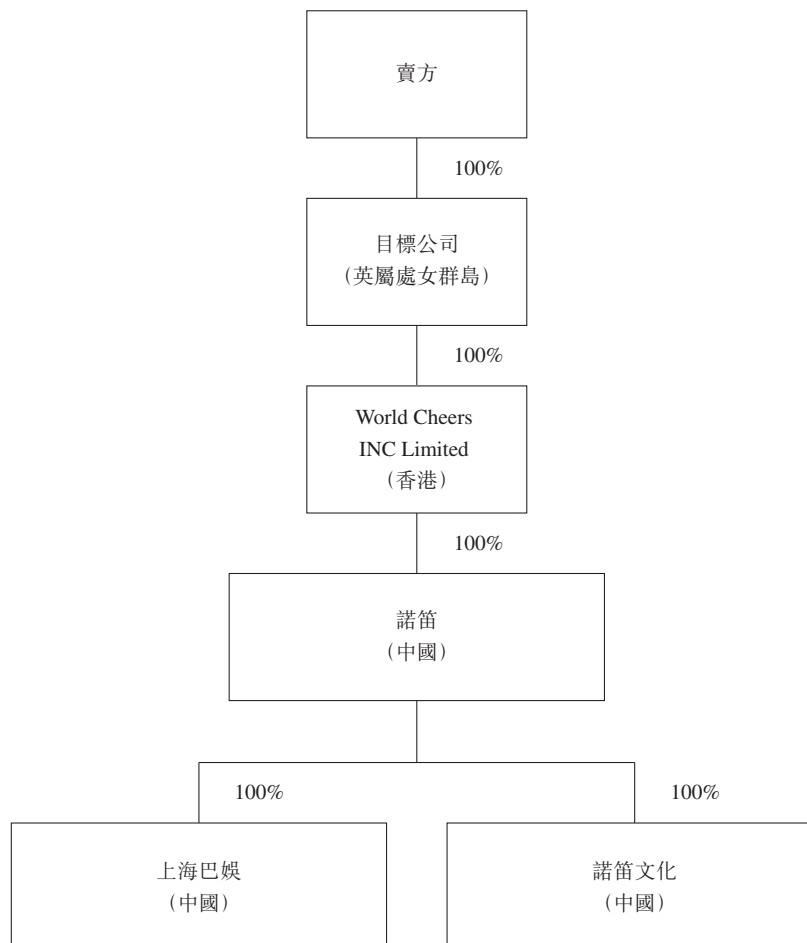 賣方
100%
目標公司
（英屬處女群島）
100%
World Cheers
INC Limited
（香港）
100%
諾笛
（中國）
100%
100%
上海巴娛
（中國）
諾笛文化
（中國）